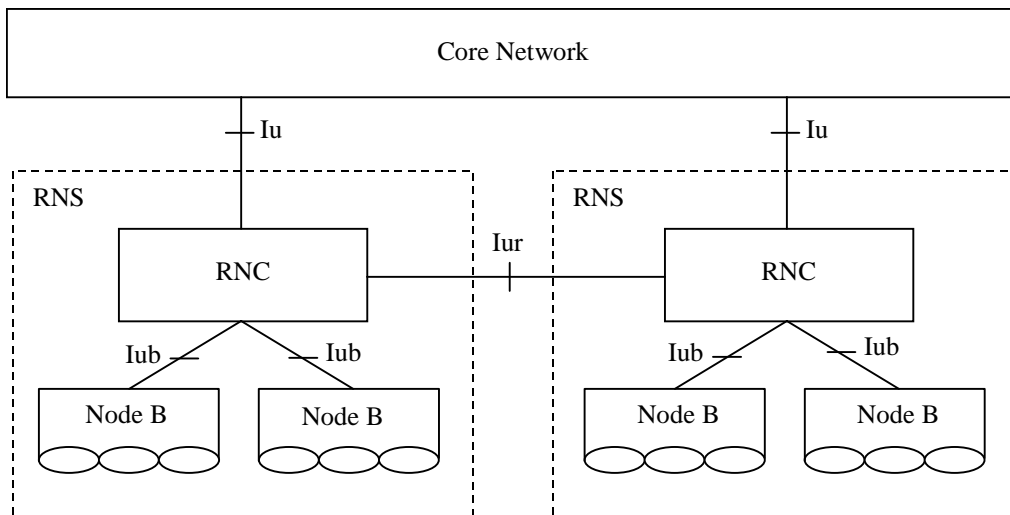 Core Network
Iu
Iu
RNS
RNS
Iur
RNC
RNC
Iub
Iub
Iub
Iub
Node B
Node B
Node B
Node B